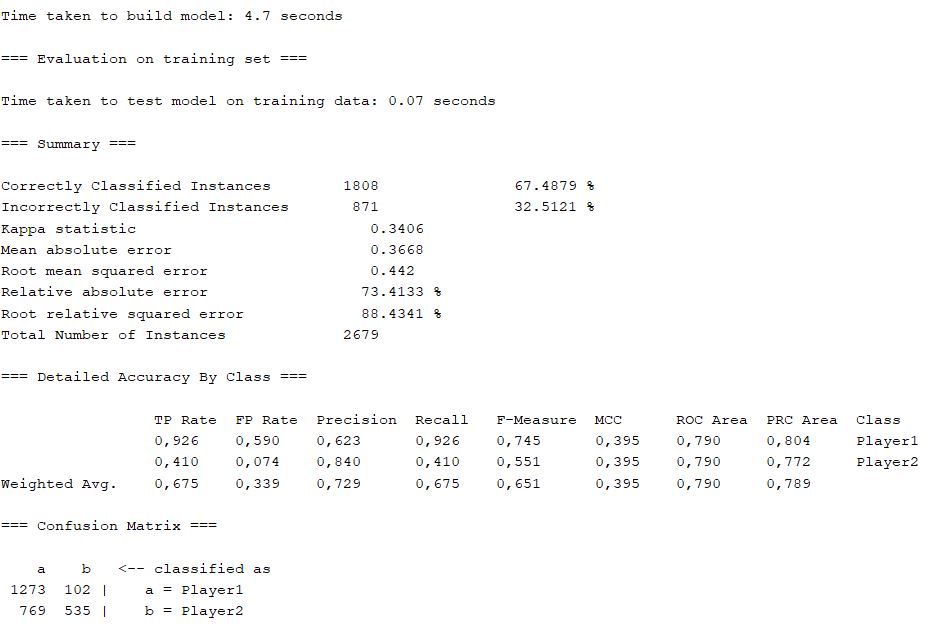 Time taken to build model: 4.7 seconds
=== Evaluation on training set ===
Time taken to test model on training data: 0.07 seconds
=== Summary ===
Correctly Classified Instances 1808 67.4879 %
Incorrectly Classified Instances 871 32.5121 %
Kappa statistic 0.3406
Mean absolute error 0.3668
Root mean squared error 0.442
Relative absolute error 73.4133 %
Root relative squared error 88.4341 %
Total Number of Instances 2679
=== Detailed Accuracy By Class ===
TP Rate FP Rate Precision Recall F-Measure MCC ROC Area PRC Area Class
0,926 0,590 0,623 0,926 0,745 0,395 0,790 0,804 Player1
0,410 0,074 0,840 0,410 0,551 0,395 0,790 0,772 Player2
Weighted Avg. 0,675 0,339 0,729 0,675 0,651 0,395 0,790 0,789
=== Confusion Matrix ===
a b <-- classified as
1273 102 | a = Player1
769 535 | b = Player2